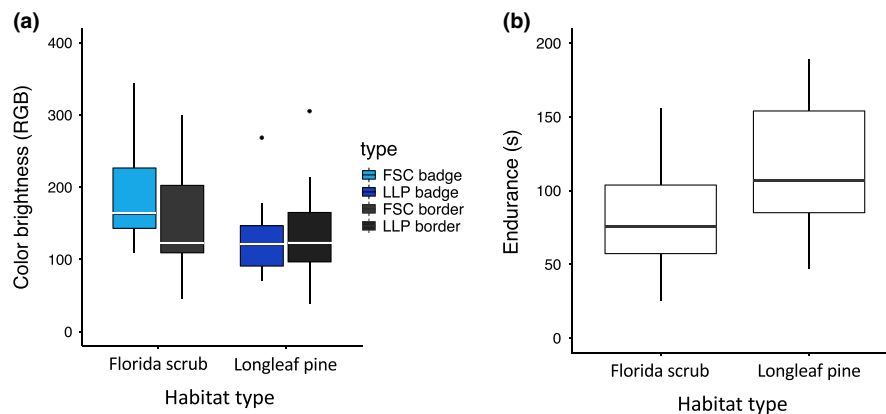 (a)
Color brightness (RGB)
400
300
200
100
0
Florida scrub
Longleaf pine
Habitat type
type
FSC badge
LLP badge
FSC border
LLP border
(b)
Endurance (s)
200
150
100
50
0
Florida scrub
Longleaf pine
Habitat type